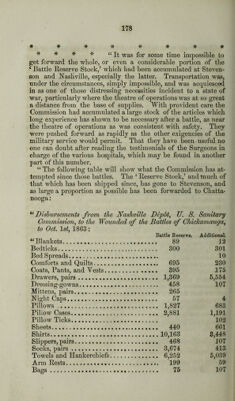 178
* * * * * * * *
* * * * "It was for some time impossible to
get forward the whole, or even a considerable portion of the
'Battle Reserve Stock,' which had been accumulated at Steven-
son and Nashville, especially the latter. Transportation was,
under the circumstances, simply impossible, and was acquiesced
in as one of those distressing necessities incident to a state of
war, particularly where the theatre of operations was at so great
a distance from the base of supplies. With provident care the
Commission had accumulated a large stock of the articles which
long experience has shown to be necessary after a battle, as near
the theatre of operations as was consistent with safety. They
were pushed forward as rapidly as the other exigencies of the
military service would permit. That they have been useful no
one can doubt after reading the testimonials of the Surgeons in
charge of the various hospitals, which may be found in another
part of this number.
"The following table will show what the Commission has at-
tempted since those battles. The 'Reserve Stock,' and much of
that which has been shipped since, has gone to Stevenson, and
as large a proportion as possible has been forwarded to Chatta-
nooga:
"Disbursements from the Nashville Dépôt, U. S. Sanitary
Commission, to the Wounded of the Battles of Chickamauga,
to Oct. 1st, 1863:
Battle Reserve. Additional.
"Blankets 89 12
Bedticks 300 301
Bed Spreads 10
Comforts and Quilts 695 239
Coats, Pants, and Vests 395 175
Drawers, pairs 1,369 5,554
Dressing-gowns 458 107
Mittens, pairs 265
Night Caps 57 4
Pillows 1,827 682
Pillow Cases 2,881 1,191
Pillow Ticks 102
Sheets 440 661
Shirts 10,163 3,448
Slippers, pairs 468 107
Socks, pairs 3,674 413
Towels and Hankerchiefs 6,252 5,039
Arm Rests 199 59
Bags 75 107